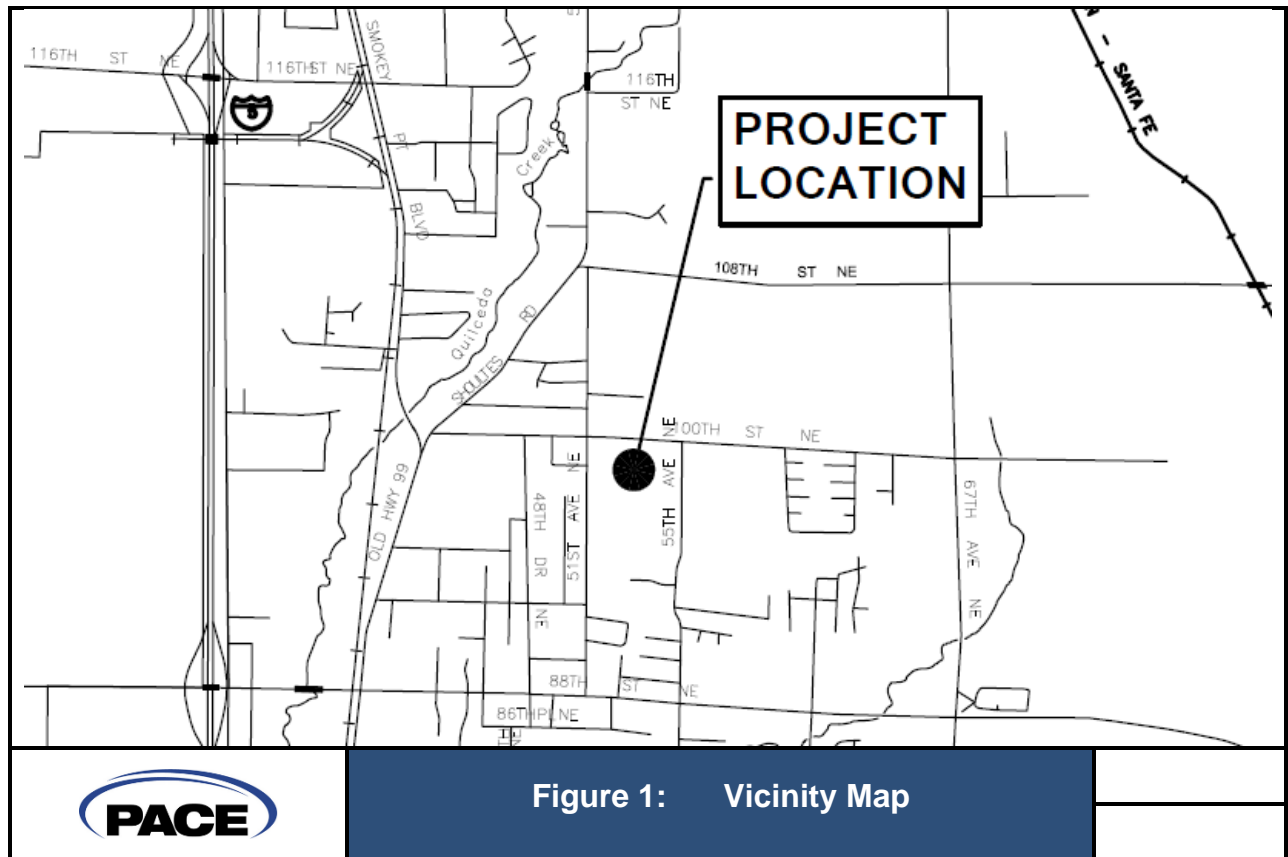 116TH ST NE
116TH ST NE
SMOKEY
PT
BLVD
5
116TH
ST NE
N - SANTA FE
PROJECT
LOCATION
Creek
Quilceda
108TH ST NE
SHOULTES RD
100TH ST NE
OLD HWY 99
48TH DR NE
51ST AVE NE
55TH AVE NE
67TH AVE NE
88TH ST NE
86THPL NE
PACE
Figure 1: Vicinity Map